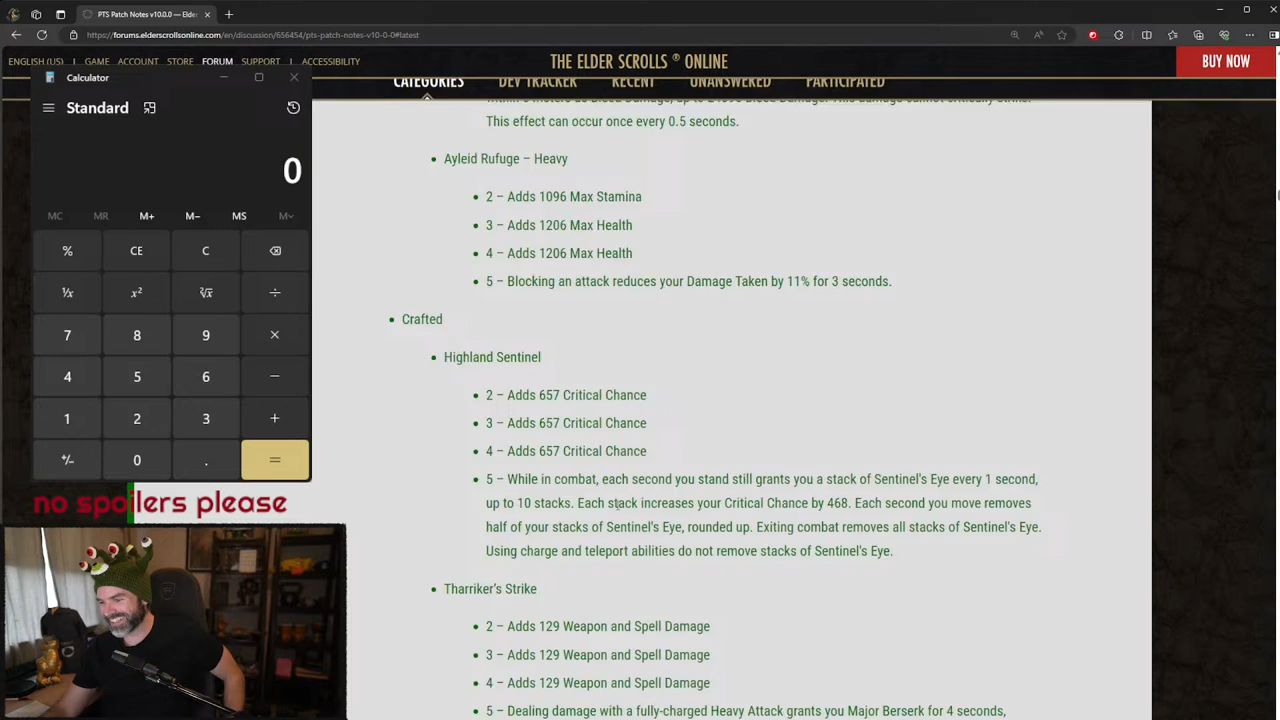 PTS Patch Notes v10.0.0 — Elder
https://forums.elderscrollsonline.com/en/discussion/656454/pts-patch-notes-v10-0-0#latest
ENGLISH (US) GAME ACCOUNT STORE FORUM SUPPORT ACCESSIBILITY
THE ELDER SCROLLS ® ONLINE
BUY NOW
CATEGORIES DEV TRACKER RECENT UNANSWERED PARTICIPATED
Calculator
Standard
0
MC MR M+ M− MS M
% CE C
¹/x x² ²√x ÷
7 8 9 ×
4 5 6 −
1 2 3 +
+/− 0 . =
no spoilers please
This effect can occur once every 0.5 seconds.
Ayleid Rufuge – Heavy
2 – Adds 1096 Max Stamina
3 – Adds 1206 Max Health
4 – Adds 1206 Max Health
5 – Blocking an attack reduces your Damage Taken by 11% for 3 seconds.
Crafted
Highland Sentinel
2 – Adds 657 Critical Chance
3 – Adds 657 Critical Chance
4 – Adds 657 Critical Chance
5 – While in combat, each second you stand still grants you a stack of Sentinel's Eye every 1 second,
up to 10 stacks. Each stack increases your Critical Chance by 468. Each second you move removes
half of your stacks of Sentinel's Eye, rounded up. Exiting combat removes all stacks of Sentinel's Eye.
Using charge and teleport abilities do not remove stacks of Sentinel's Eye.
Tharriker's Strike
2 – Adds 129 Weapon and Spell Damage
3 – Adds 129 Weapon and Spell Damage
4 – Adds 129 Weapon and Spell Damage
5 – Dealing damage with a fully-charged Heavy Attack grants you Major Berserk for 4 seconds,